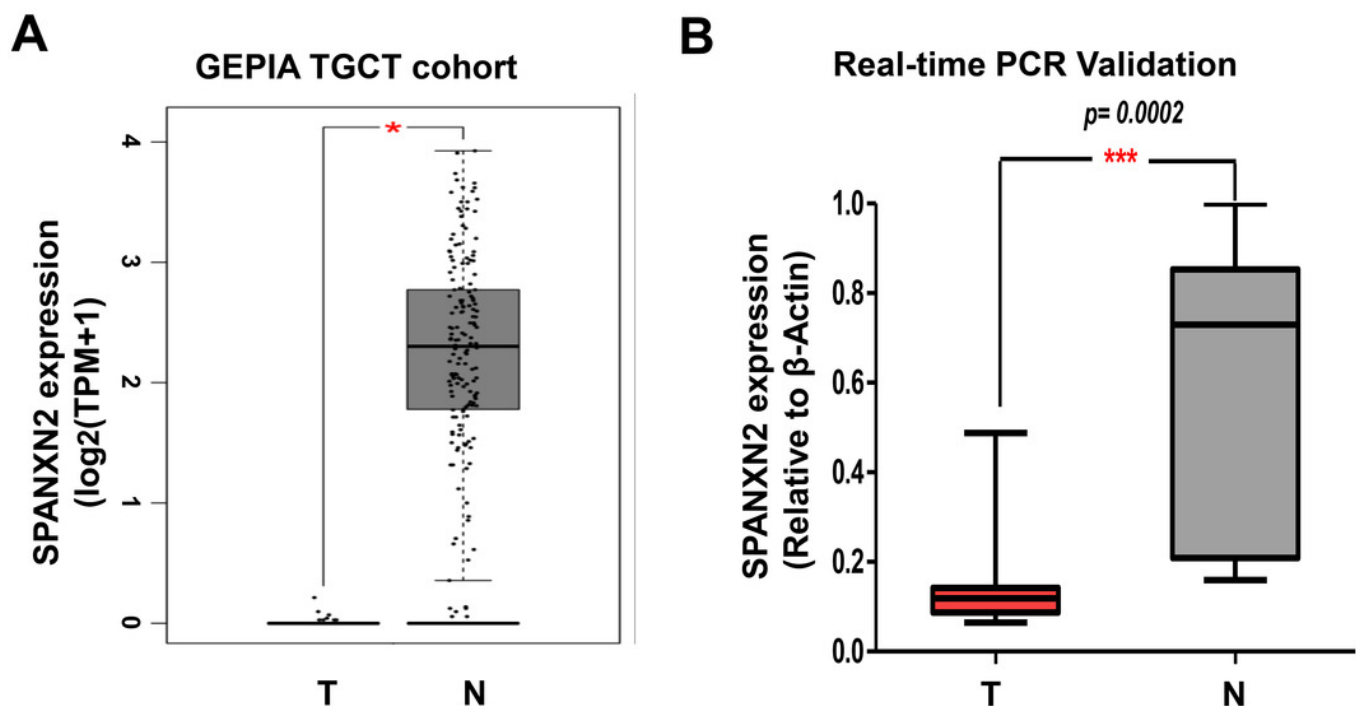 A
GEPIA TGCT cohort
*
SPANXN2 expression
(log2(TPM+1)
4
3
2
1
0
T N
B
Real-time PCR Validation
p= 0.0002
***
SPANXN2 expression
(Relative to β-Actin)
1.0
0.8
0.6
0.4
0.2
0.0
T N